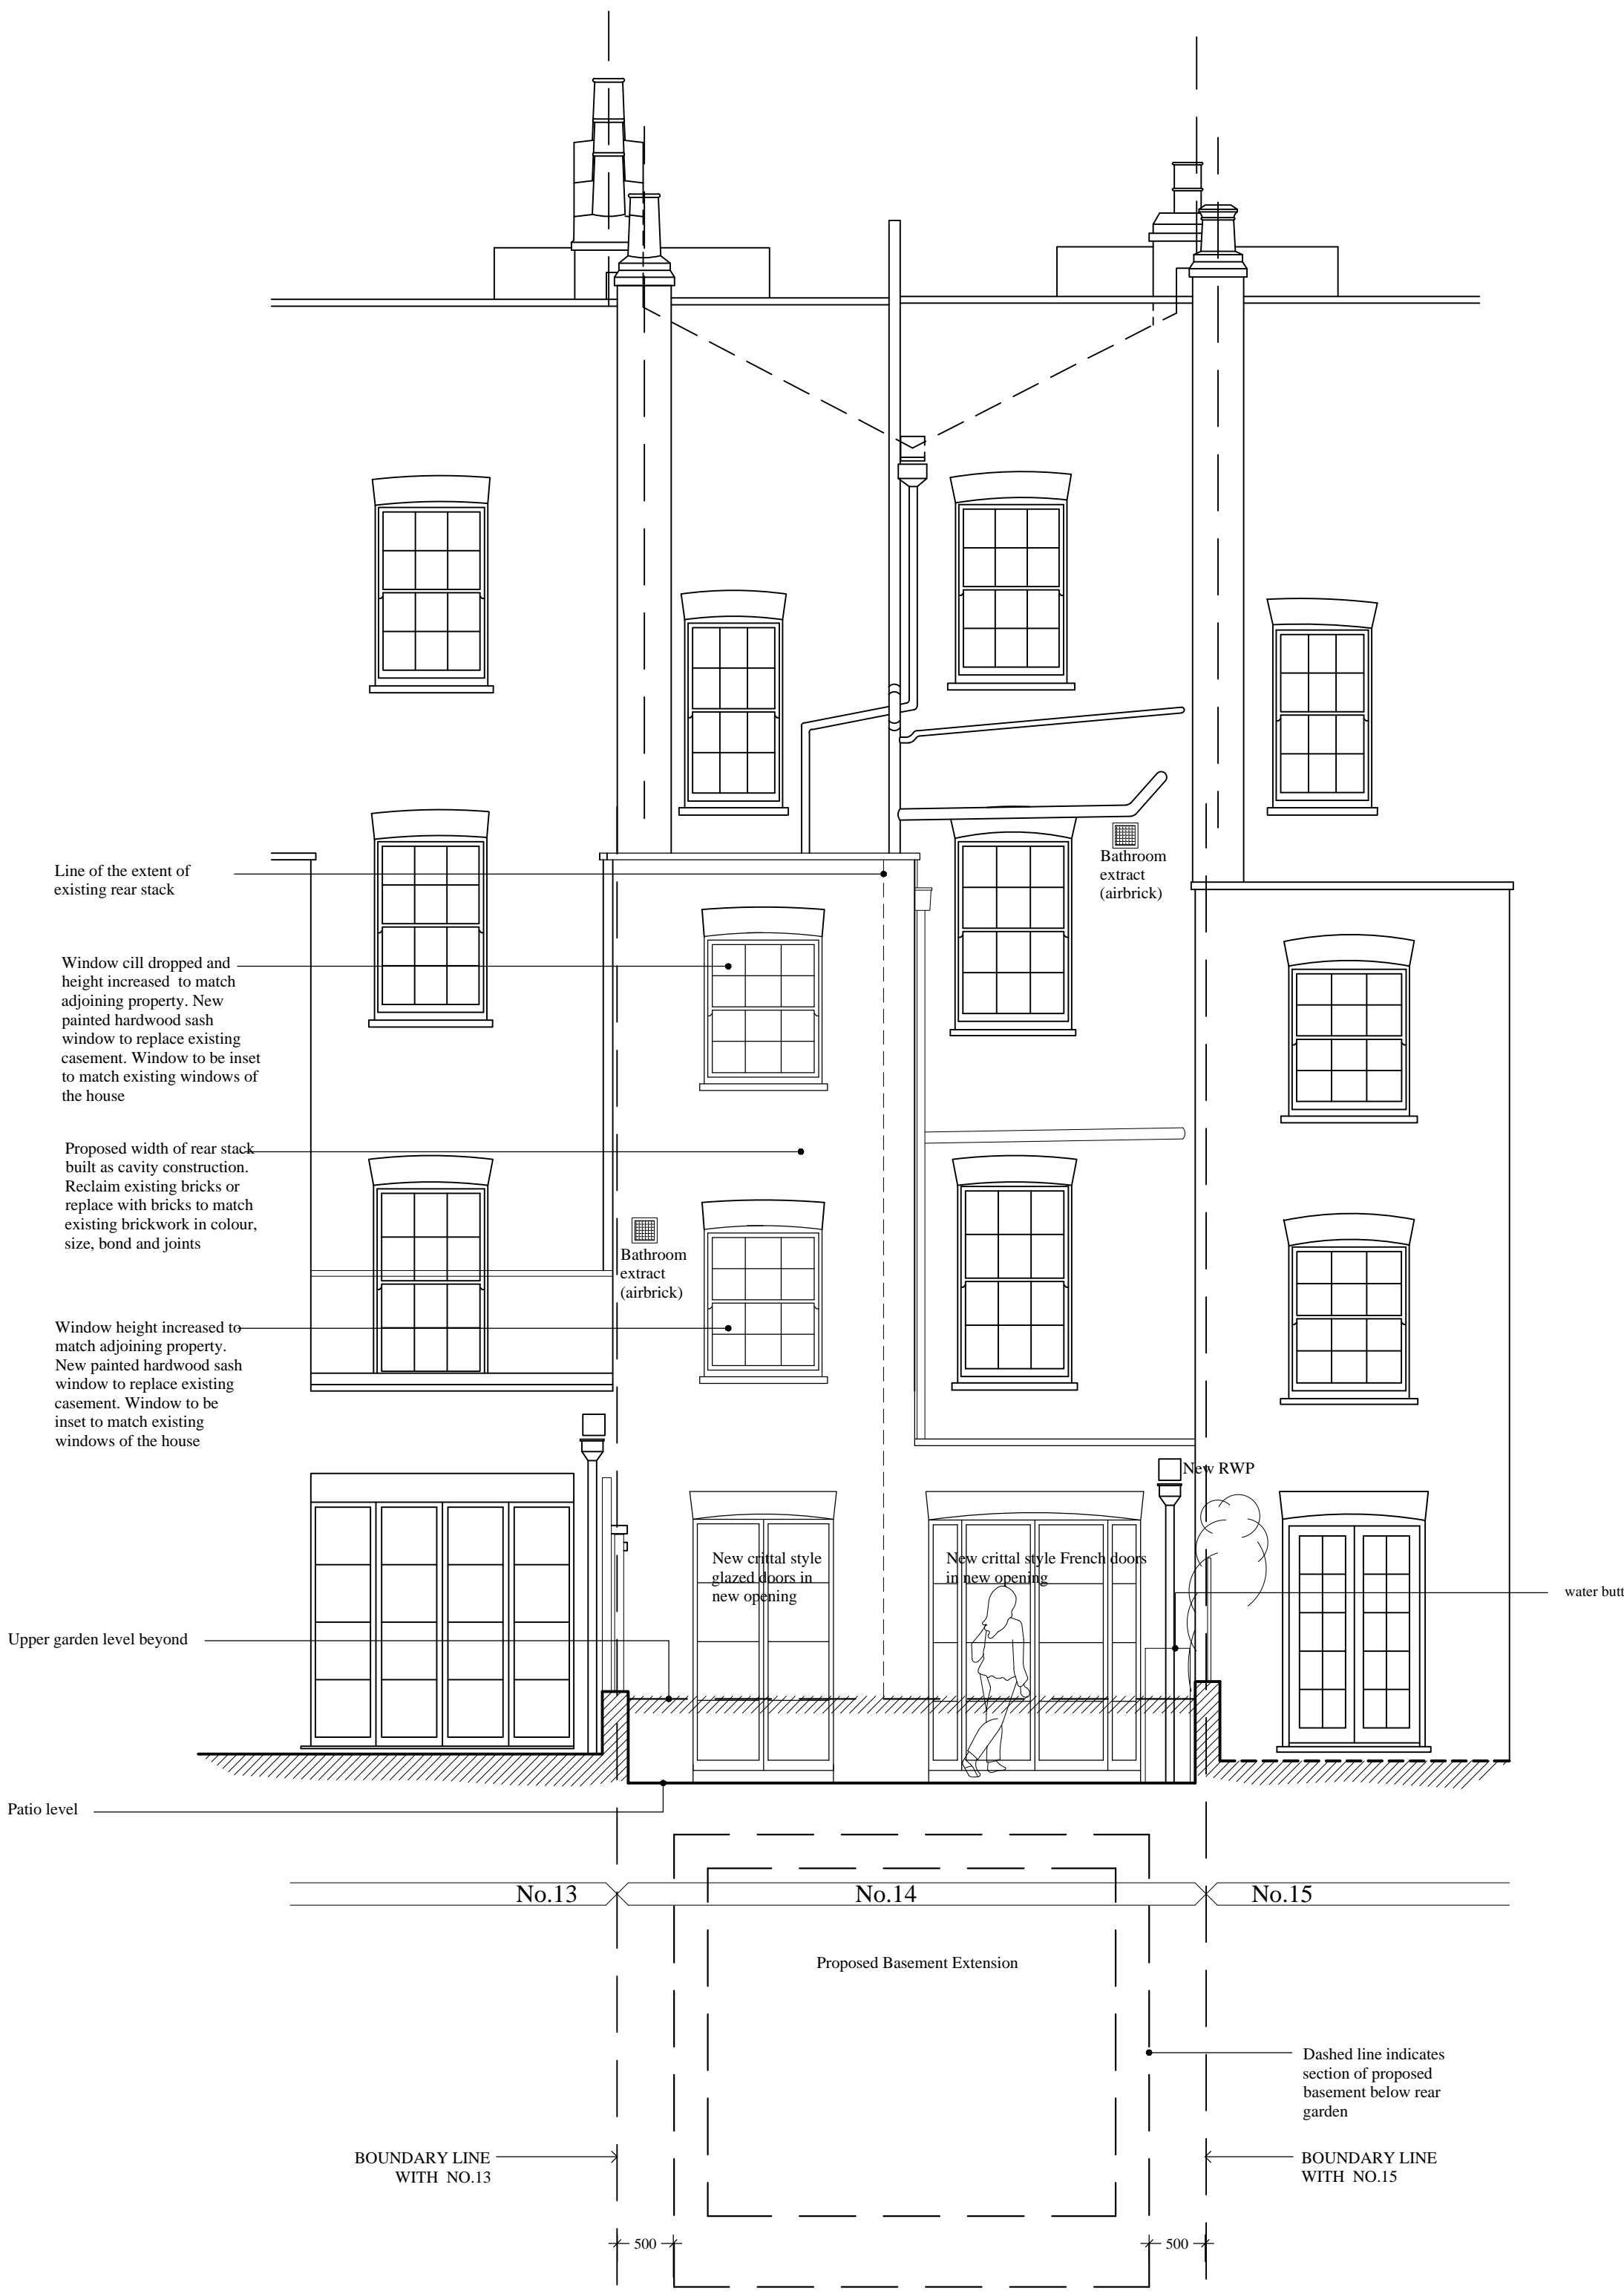 Line of the extent of
existing rear stack
Bathroom
extract
(airbrick)
Window cill dropped and
height increased to match
adjoining property. New
painted hardwood sash
window to replace existing
casement. Window to be inset
to match existing windows of
the house
Proposed width of rear stack
built as cavity construction.
Reclaim existing bricks or
replace with bricks to match
existing brickwork in colour,
size, bond and joints
Bathroom
extract
(airbrick)
Window height increased to
match adjoining property.
New painted hardwood sash
window to replace existing
casement. Window to be
inset to match existing
windows of the house
New RWP
New crittal style
glazed doors in
new opening
New crittal style French doors
in new opening
water butt
Upper garden level beyond
Patio level
No.13
No.14
No.15
Proposed Basement Extension
Dashed line indicates
section of proposed
basement below rear
garden
BOUNDARY LINE
WITH NO.13
BOUNDARY LINE
WITH NO.15
500
500